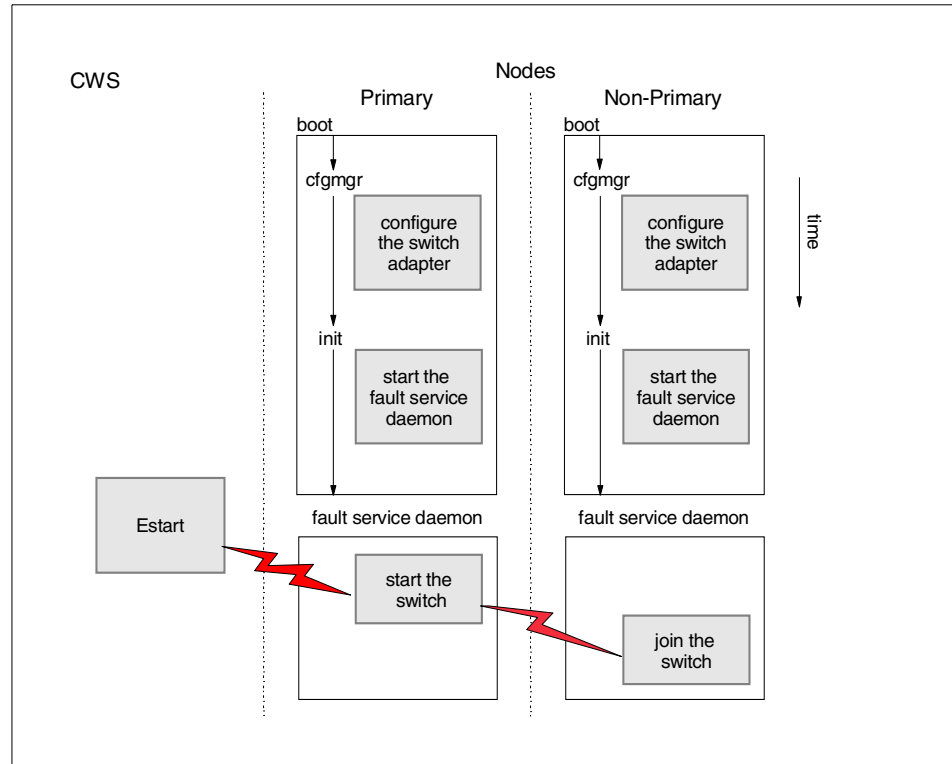 CWS
Nodes
Primary
Non-Primary
boot
cfgmgr
configure
the switch
adapter
init
start the
fault service
daemon
boot
cfgmgr
configure
the switch
adapter
init
start the
fault service
daemon
time
Estart
fault service daemon
start the
switch
fault service daemon
join the
switch